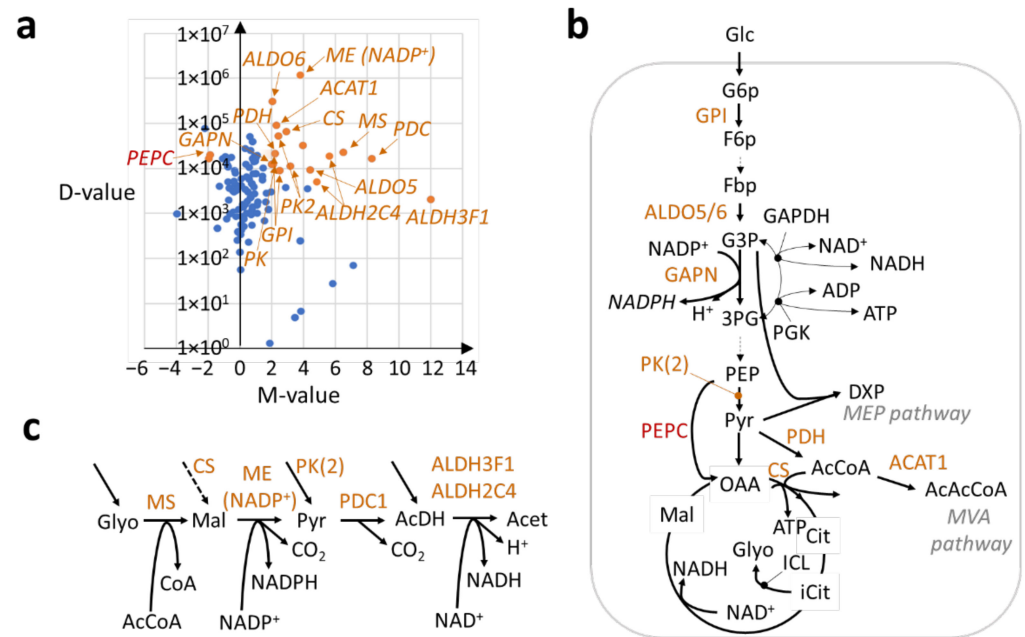 a
1×10⁷
1×10⁶
1×10⁵
1×10⁴
1×10³
1×10²
1×10¹
1×10⁰
D-value
−6 −4 −2 0 2 4 6 8 10 12 14
M-value
ALDO6
ME (NADP⁺)
ACAT1
PDH
CS
MS
PDC
GAPN
PEPC
ALDO5
PK2
ALDH2C4
ALDH3F1
GPI
PK
b
Glc
G6p
GPI
F6p
Fbp
ALDO5/6
GAPDH
NADP⁺
G3P
NAD⁺
NADH
GAPN
ADP
NADPH
H⁺
3PG
ATP
PGK
PK(2)
PEP
DXP
MEP pathway
Pyr
PEPC
PDH
CS
AcCoA
ACAT1
OAA
AcAcCoA
Mal
MVA
pathway
ATP
Cit
Glyo
ICL
NADH
iCit
NAD⁺
c
CS
ME
(NADP⁺)
PK(2)
ALDH3F1
ALDH2C4
MS
PDC1
Glyo
Mal
Pyr
AcDH
Acet
CO₂
CO₂
H⁺
CoA
NADPH
NADH
AcCoA
NADP⁺
NAD⁺